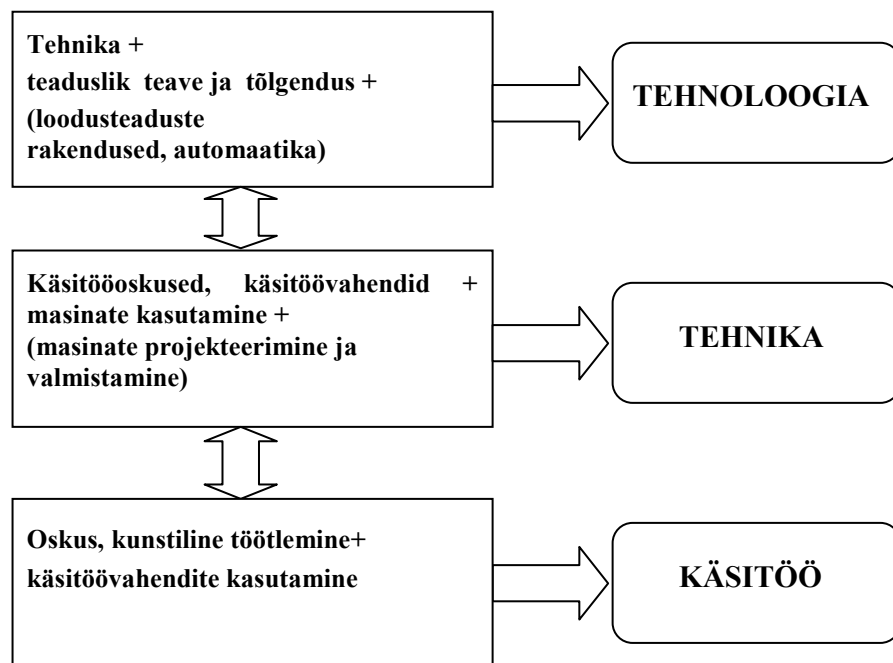 Tehnika +
teaduslik teave ja tõlgendus +
(loodusteaduste
rakendused, automaatika)
TEHNOLOOGIA
Käsitööoskused, käsitöövahendid +
masinate kasutamine +
(masinate projekteerimine ja
valmistamine)
TEHNIKA
Oskus, kunstiline töötlemine+
käsitöövahendite kasutamine
KÄSITÖÖ